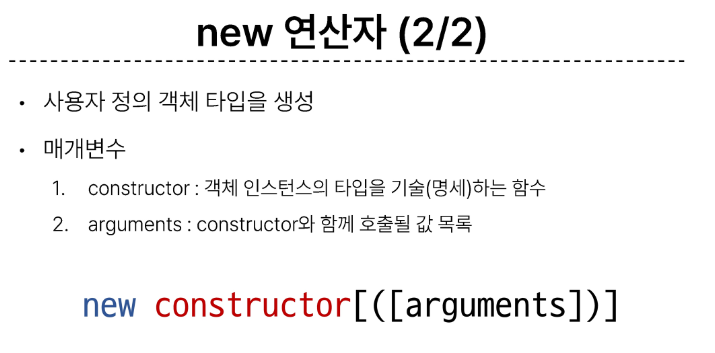 new 연산자 (2/2)
• 사용자 정의 객체 타입을 생성
• 매개변수
1. constructor : 객체 인스턴스의 타입을 기술(명세)하는 함수
2. arguments : constructor와 함께 호출될 값 목록
new constructor[([arguments])]